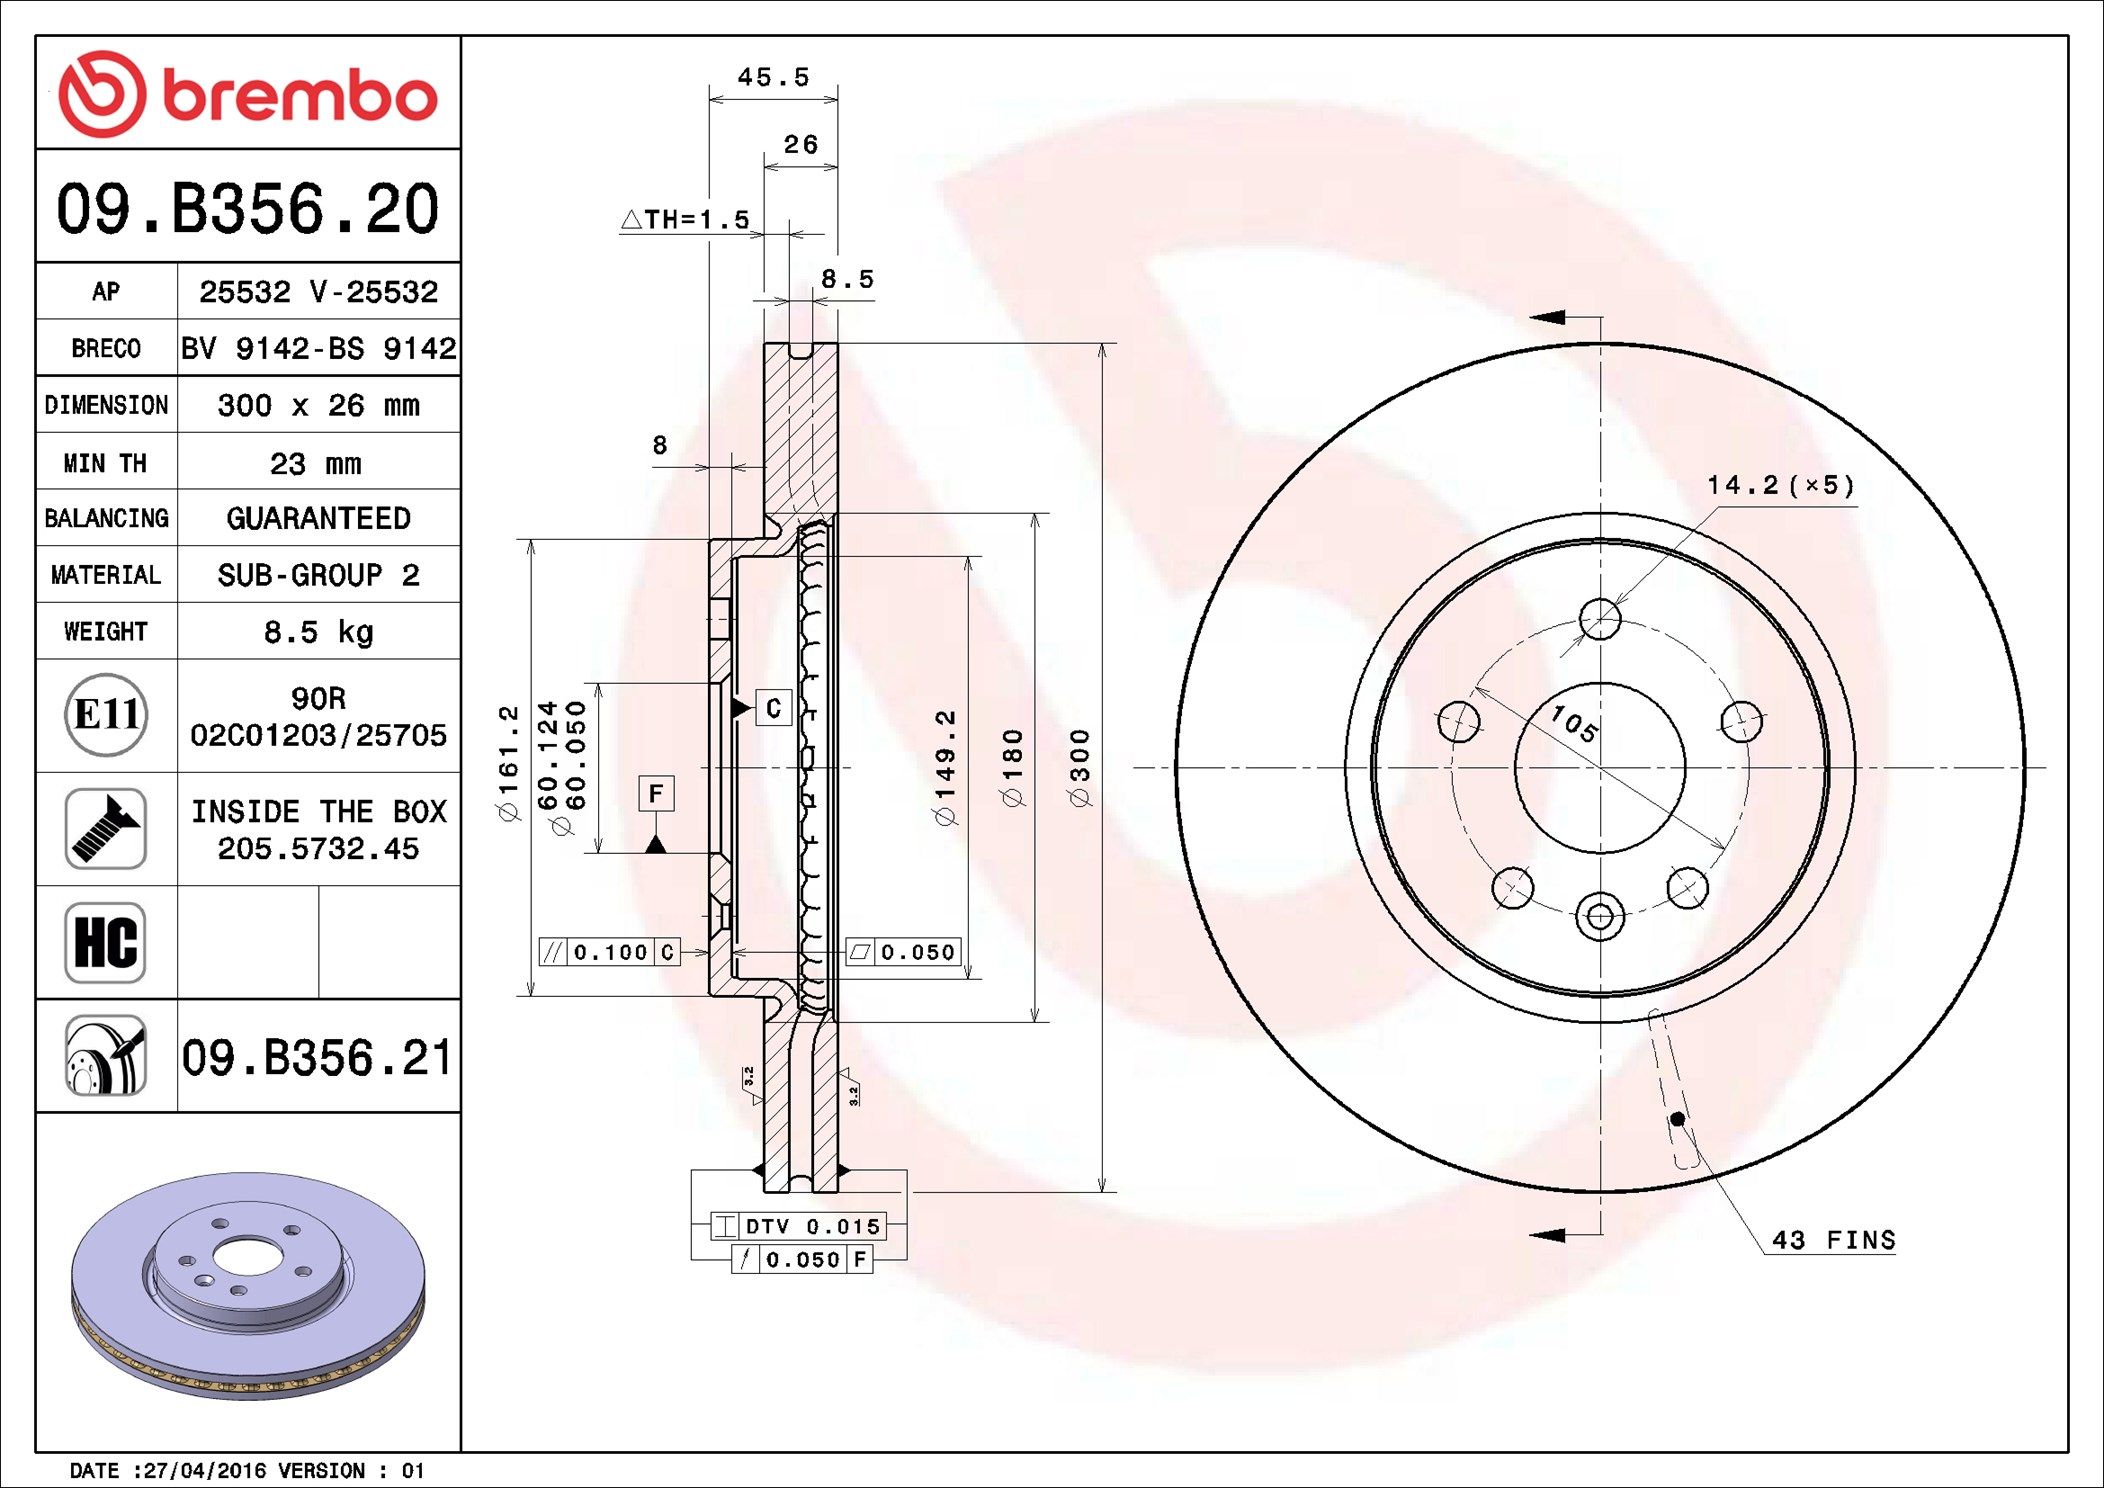 brembo
09.B356.20
AP 25532 V-25532
BRECO BV 9142-BS 9142
DIMENSION 300 x 26 mm
MIN TH 23 mm
BALANCING GUARANTEED
MATERIAL SUB-GROUP 2
WEIGHT 8.5 kg
E11 90R
02C01203/25705
INSIDE THE BOX
205.5732.45
HC
09.B356.21
DATE :27/04/2016 VERSION : 01
45.5
26
△TH=1.5
8.5
8
C
F
⌀161.2
⌀60.124
60.050
⌀149.2
⌀180
⌀300
// 0.100 C
▱ 0.050
3.2
3.2
DTV 0.015
↗ 0.050 F
14.2(×5)
105
43 FINS